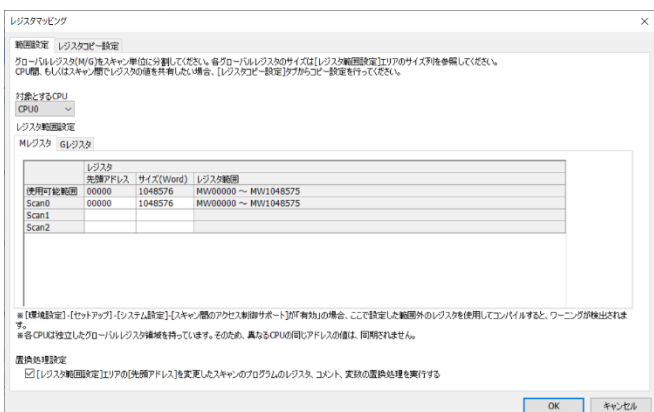 レジスタマッピング
範囲設定 レジスタコピー設定
グローバルレジスタ(M/G)をスキャン単位に分割してください。各グローバルレジスタのサイズは[レジスタ範囲設定]エリアのサイズ列を参照してください。
CPU間、もしくはスキャン間でレジスタの値を共有したい場合、[レジスタコピー設定]タブからコピー設定を行ってください。
対象とするCPU
CPU0
レジスタ範囲設定
Mレジスタ Gレジスタ
レジスタ
先頭アドレス サイズ(Word) レジスタ範囲
使用可能範囲 00000 1048576 MW00000 ～ MW1048575
Scan0 00000 1048576 MW00000 ～ MW1048575
Scan1
Scan2
※[環境設定]-[セットアップ]-[システム設定]-[スキャン間のアクセス制御サポート]が「有効」の場合、ここで設定した範囲外のレジスタを使用してコンパイルすると、ワーニングが検出されま
す。
※各CPUは独立したグローバルレジスタ領域を持っています。そのため、異なるCPUの同じアドレスの値は、同期されません。
置換処理設定
[レジスタ範囲設定]エリアの[先頭アドレス]を変更したスキャンのプログラムのレジスタ、コメント、変数の置換処理を実行する
OK キャンセル